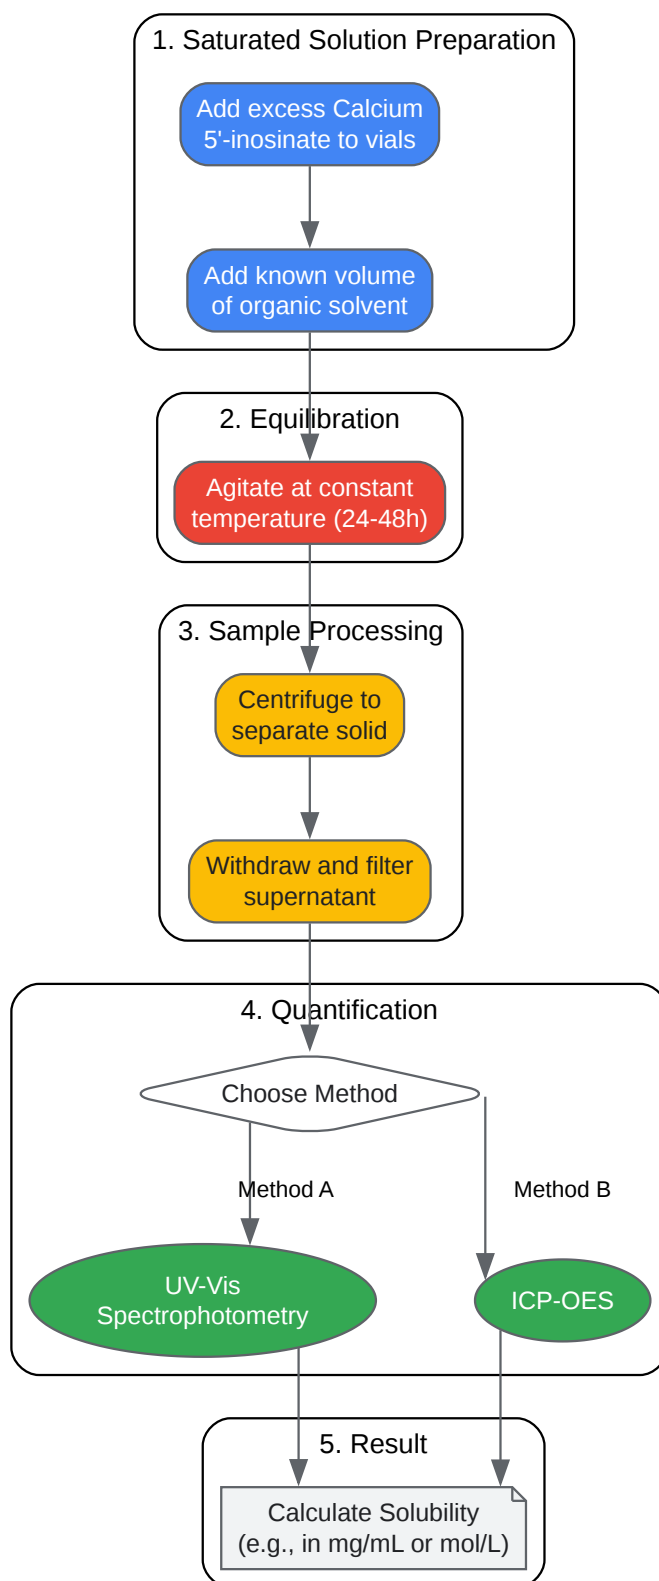 1. Saturated Solution Preparation
Add excess Calcium
5'-inosinate to vials
Add known volume
of organic solvent
2. Equilibration
Agitate at constant
temperature (24-48h)
3. Sample Processing
Centrifuge to
separate solid
Withdraw and filter
supernatant
4. Quantification
Choose Method
Method A
Method B
UV-Vis
Spectrophotometry
ICP-OES
5. Result
Calculate Solubility
(e.g., in mg/mL or mol/L)